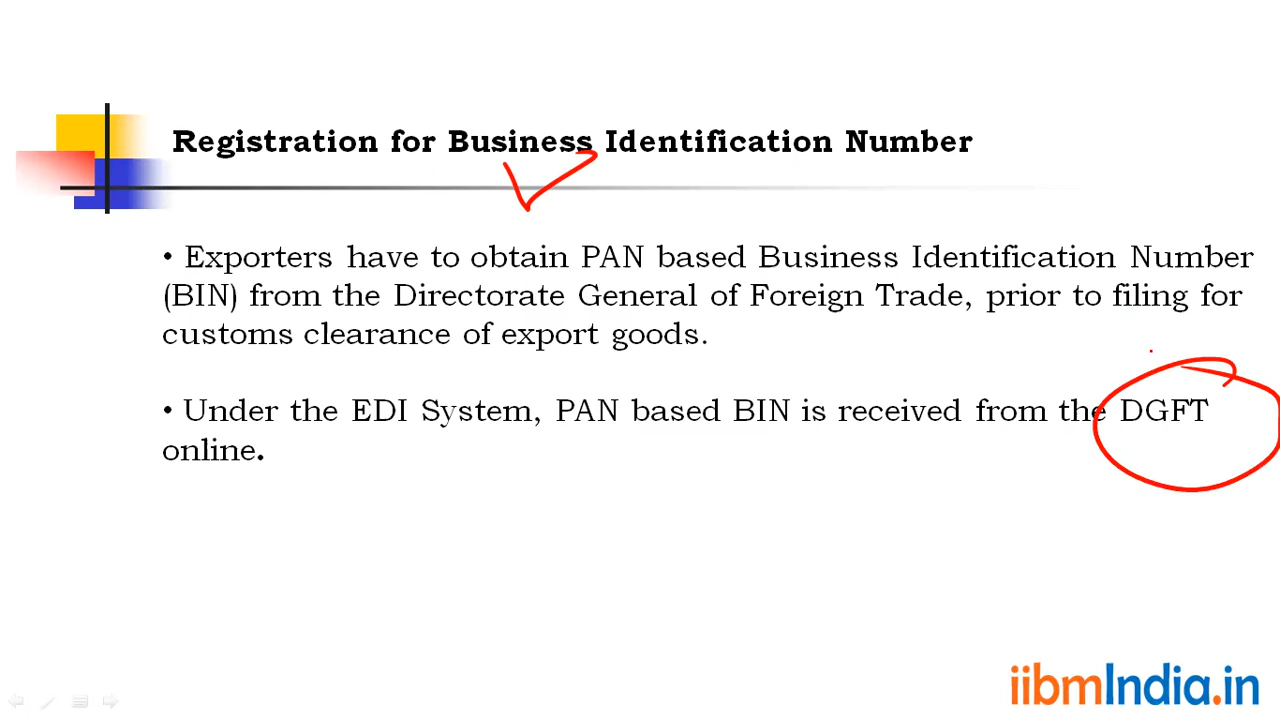 Registration for Business Identification Number
• Exporters have to obtain PAN based Business Identification Number
(BIN) from the Directorate General of Foreign Trade, prior to filing for
customs clearance of export goods.
• Under the EDI System, PAN based BIN is received from the DGFT
online.
iibmIndia.in